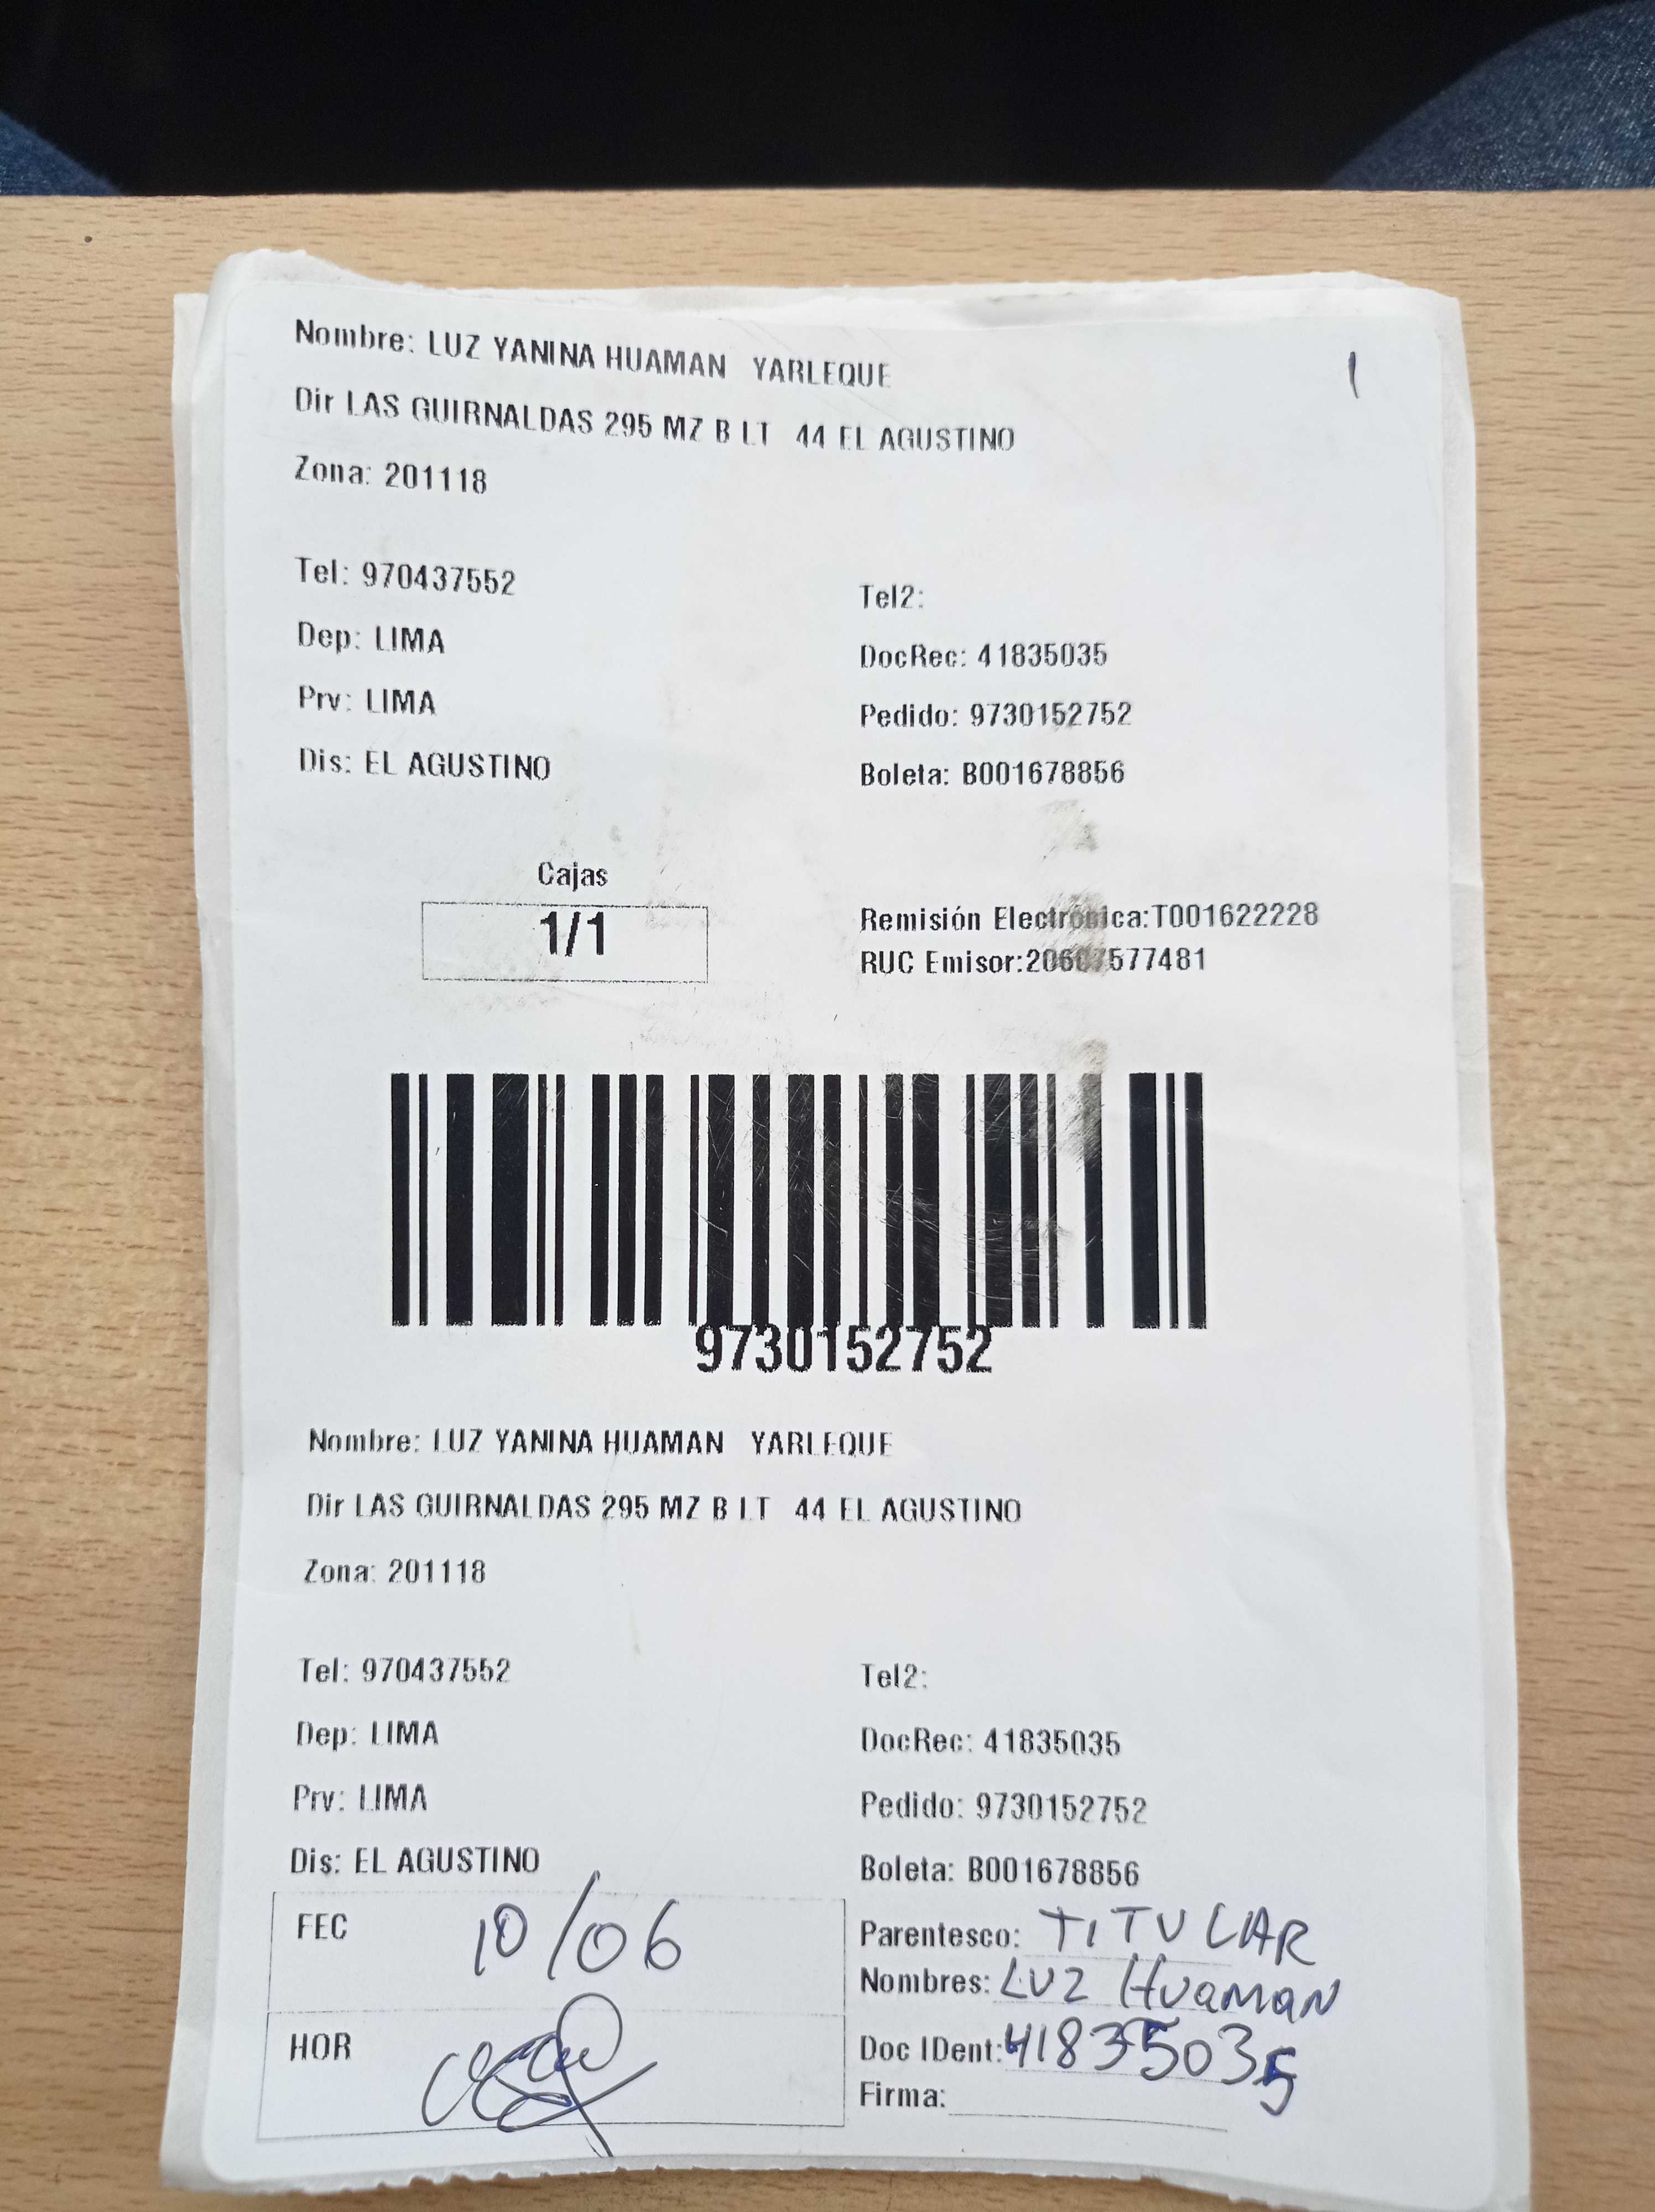 Nombre: LUZ YANINA HUAMAN YARLEQUE
1
Dir LAS GUIRNALDAS 295 MZ B LT 44 EL AGUSTINO
Zona: 201118
Tel: 970437552
Tel2:
Dep: LIMA
DocRec: 41835035
Prv: LIMA
Pedido: 9730152752
Dis: EL AGUSTINO
Boleta: B001678856
Cajas
1/1
Remisión Electrónica:T001622228
RUC Emisor:20607577481
9730152752
Nombre: LUZ YANINA HUAMAN YARLEQUE
Dir LAS GUIRNALDAS 295 MZ B LT 44 EL AGUSTINO
Zona: 201118
Tel: 970437552
Tel2:
Dep: LIMA
DocRec: 41835035
Prv: LIMA
Pedido: 9730152752
Dis: EL AGUSTINO
Boleta: B001678856
FEC 10/06
Parentesco: TITULAR
Nombres: LUZ HUAMAN
HOR
Doc IDent: 41835035
Firma: